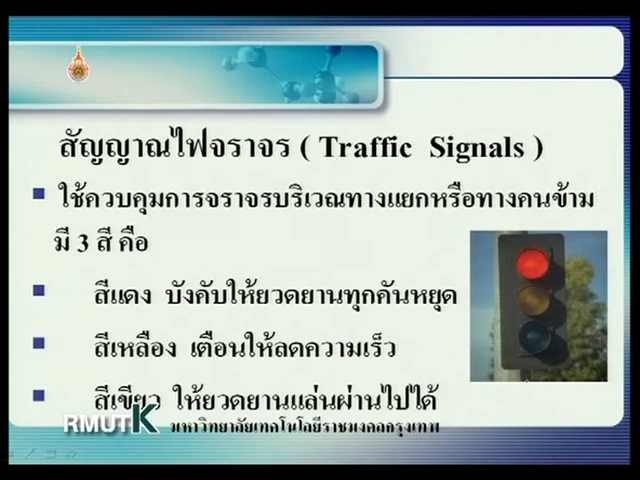 สัญญาณไฟจราจร ( Traffic Signals )
ใช้ควบคุมการจราจรบริเวณทางแยกหรือทางคนข้าม
มี 3 สี คือ
สีแดง บังคับให้ยวดยานทุกคันหยุด
สีเหลือง เตือนให้ลดความเร็ว
สีเขียว ให้ยวดยานแล่นผ่านไปได้
RMUTK มหาวิทยาลัยเทคโนโลยีราชมงคลกรุงเทพ